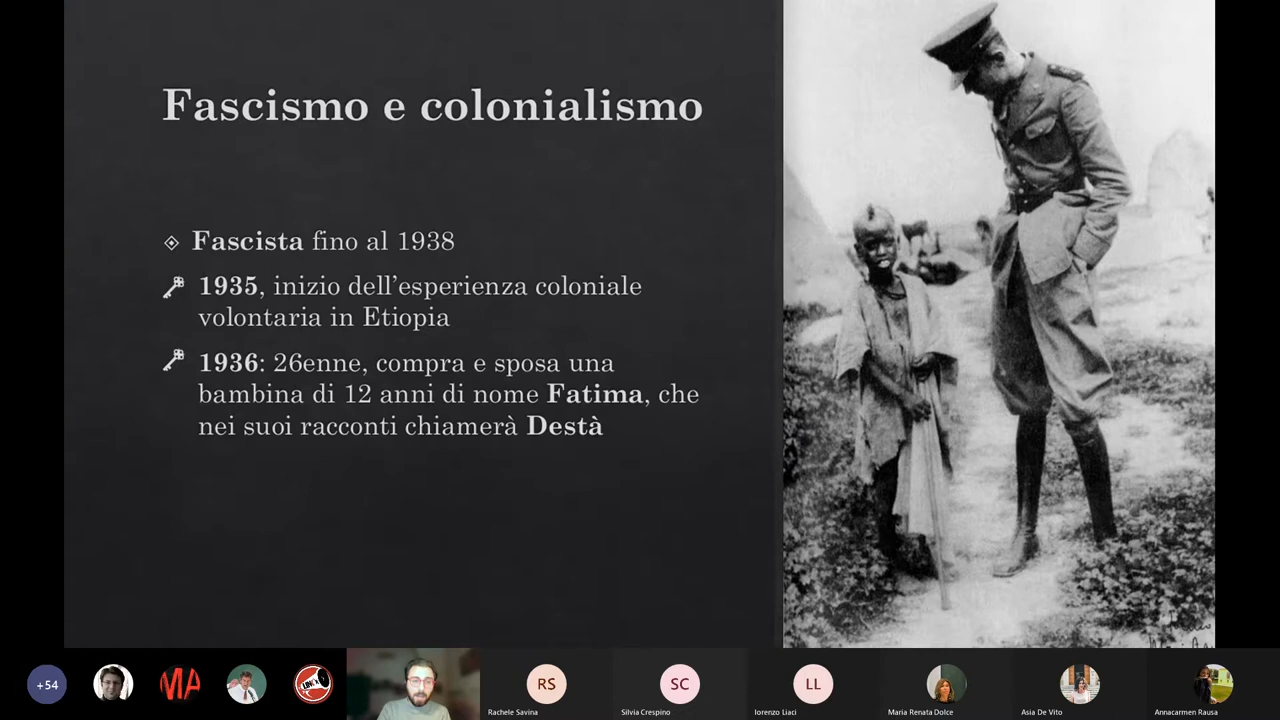 Fascismo e colonialismo
Fascista fino al 1938
1935, inizio dell’esperienza coloniale
volontaria in Etiopia
1936: 26enne, compra e sposa una
bambina di 12 anni di nome Fatima, che
nei suoi racconti chiamerà Destà
+54
MA
RS
SC
LL
Rachele Savina
Silvia Crespino
lorenzo Liaci
Maria Renata Dolce
Asia De Vito
Annacarmen Rausa